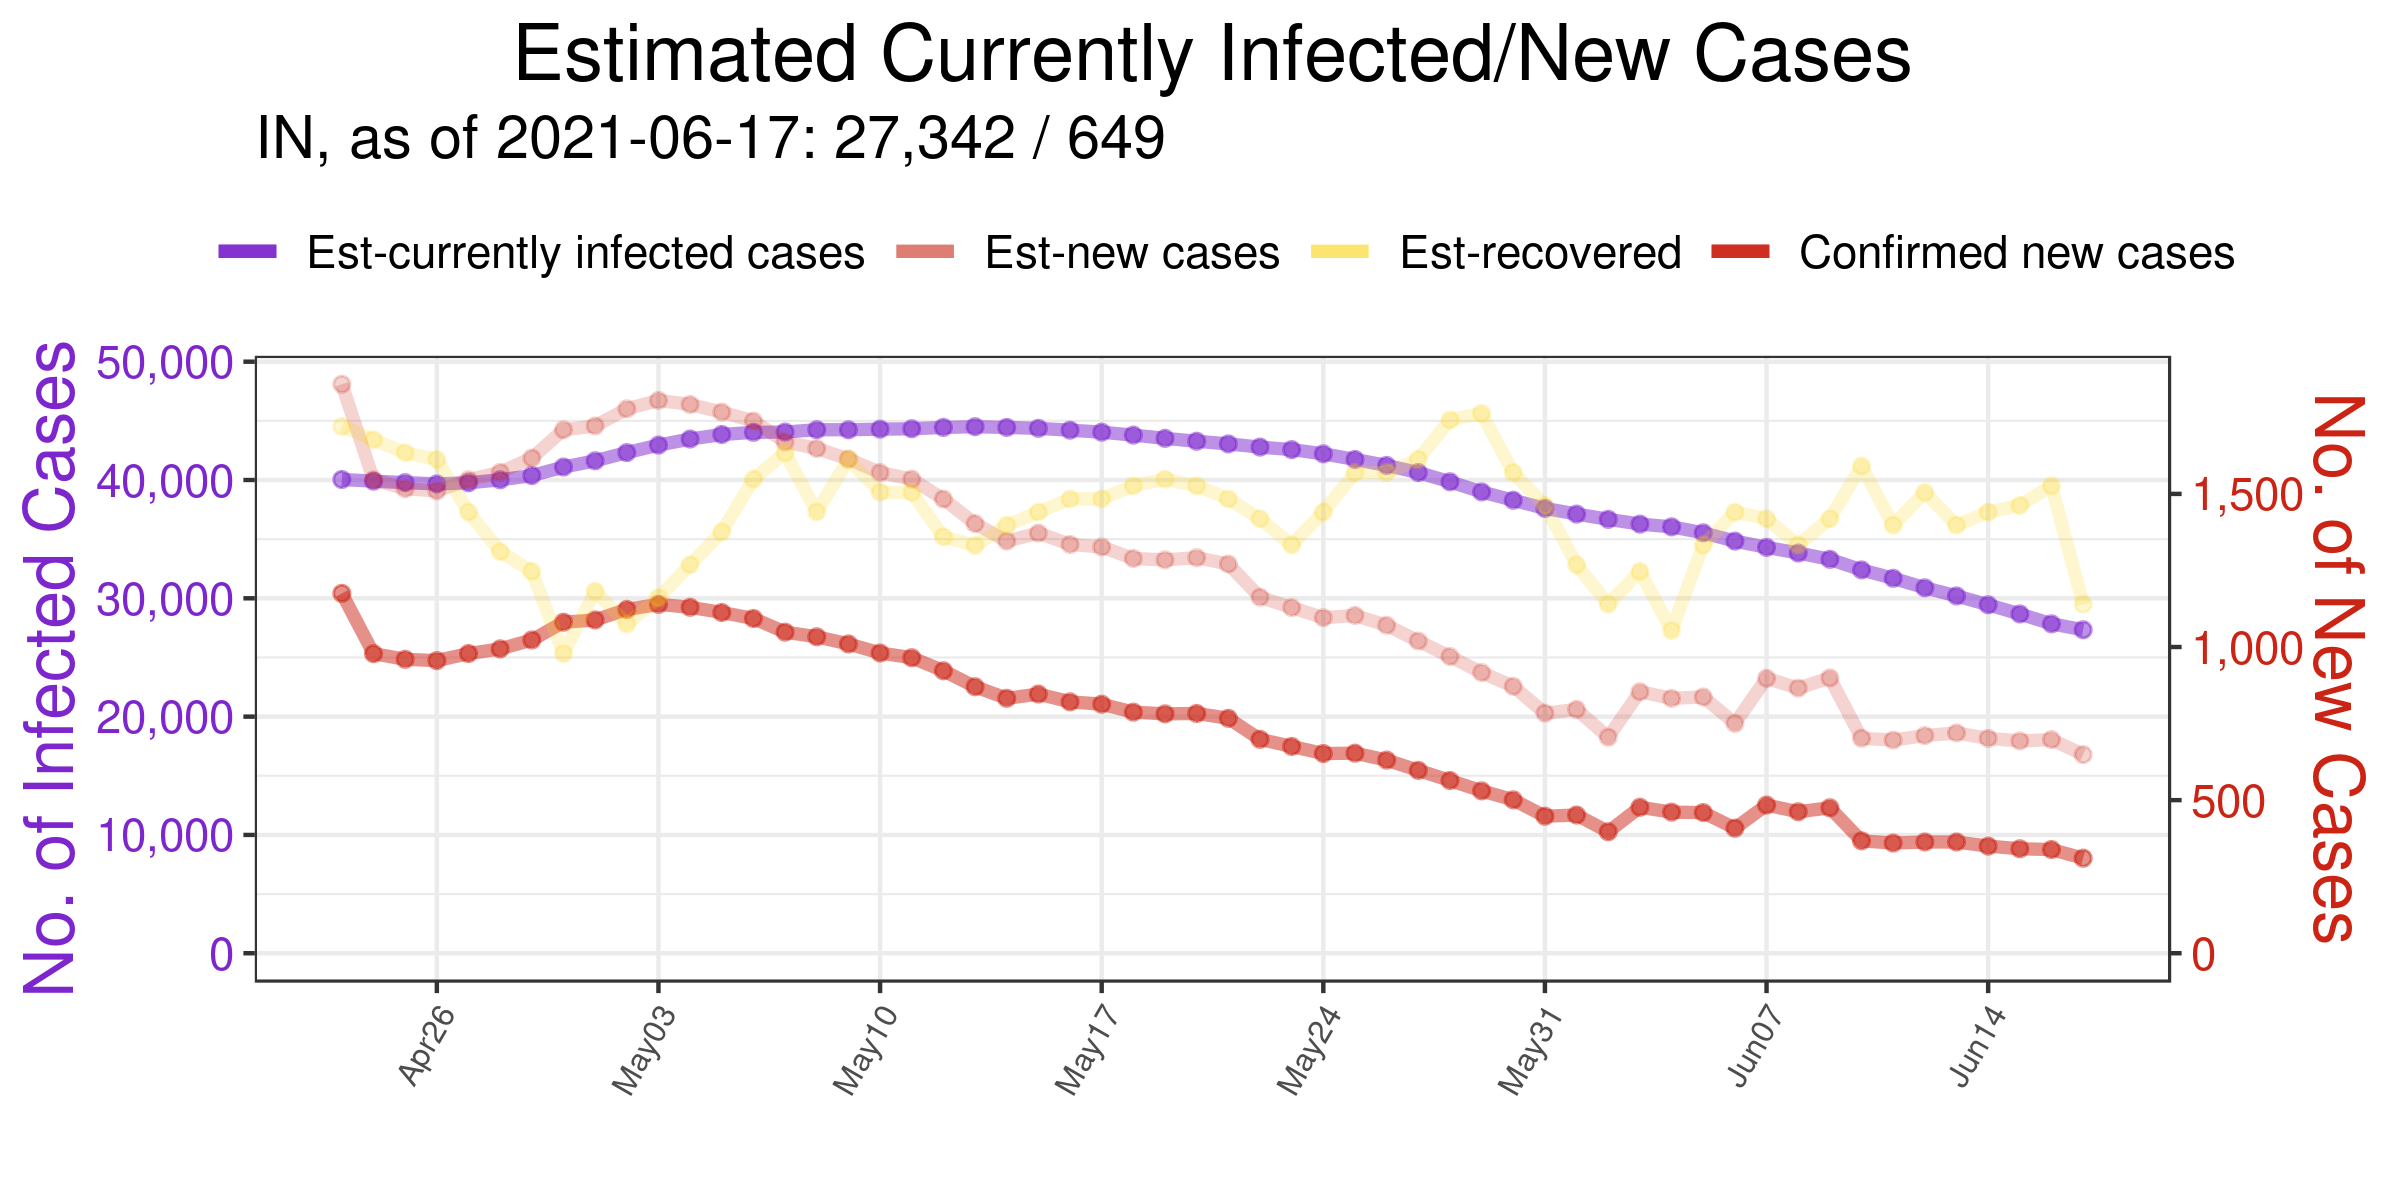 Estimated Currently Infected/New Cases
IN, as of 2021-06-17: 27,342 / 649
Est-currently infected cases Est-new cases Est-recovered Confirmed new cases
No. of Infected Cases
50,000
40,000
30,000
20,000
10,000
0
1,500
1,000
500
0
No. of New Cases
Apr26 May03 May10 May17 May24 May31 Jun07 Jun14